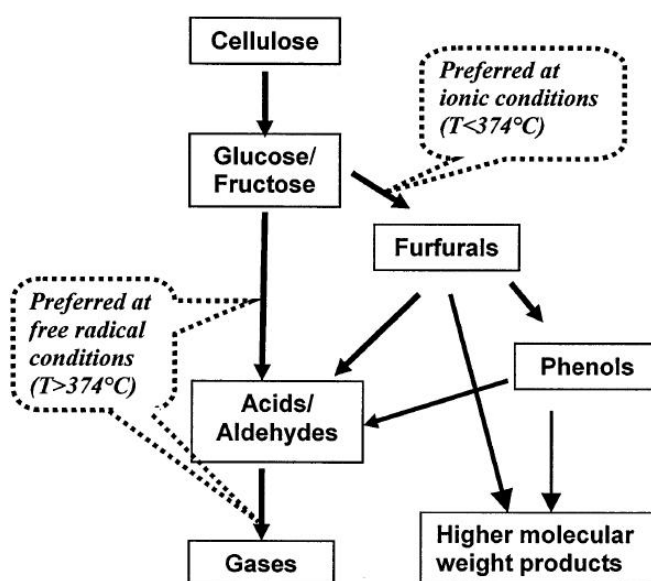 Cellulose
Preferred at
ionic conditions
(T<374°C)
Glucose/
Fructose
Furfurals
Preferred at
free radical
conditions
(T>374°C)
Phenols
Acids/
Aldehydes
Higher molecular
weight products
Gases